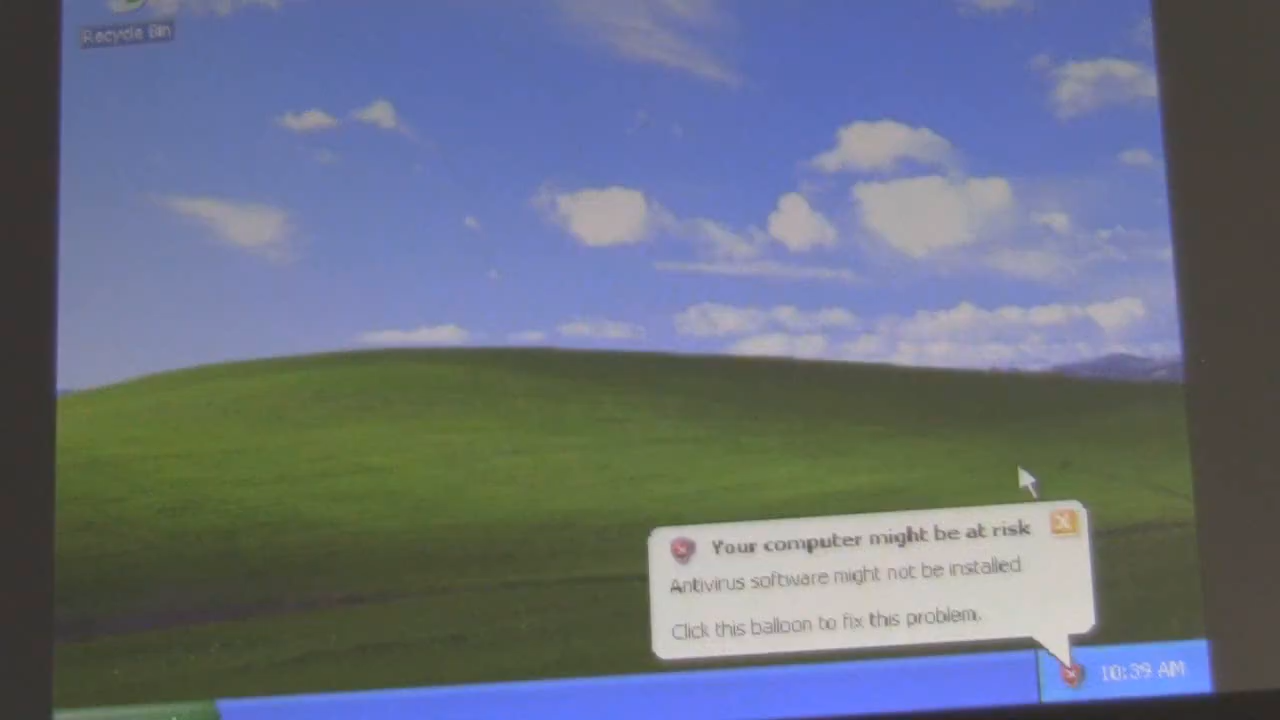 Recycle Bin
Your computer might be at risk
Antivirus software might not be installed
Click this balloon to fix this problem.
10:39 AM